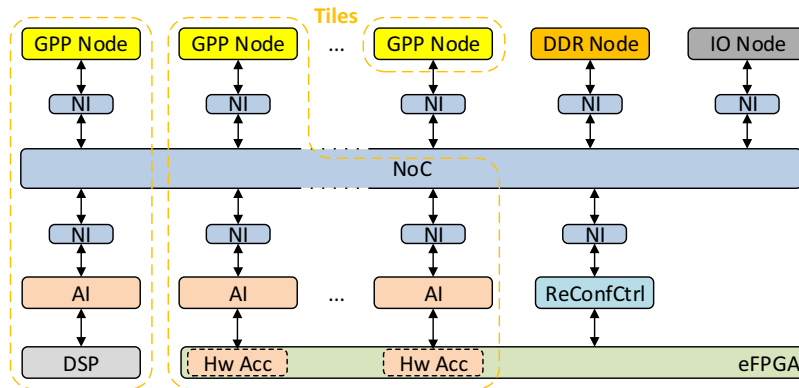 Tiles
GPP Node GPP Node ... GPP Node DDR Node IO Node
NI NI NI NI NI
NoC
NI NI NI NI
AI AI ... AI ReConfCtrl
DSP Hw Acc Hw Acc eFPGA